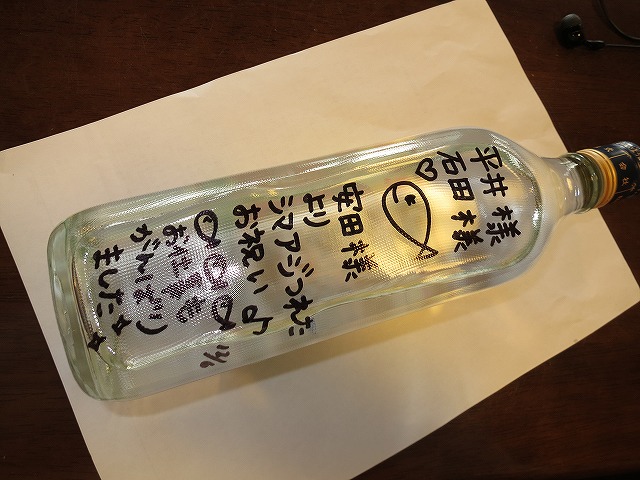 平井 様
石田 様
♡
安田 様
より
シマアジつれた
お祝い♪
お仕事も
がんばり
ました☆